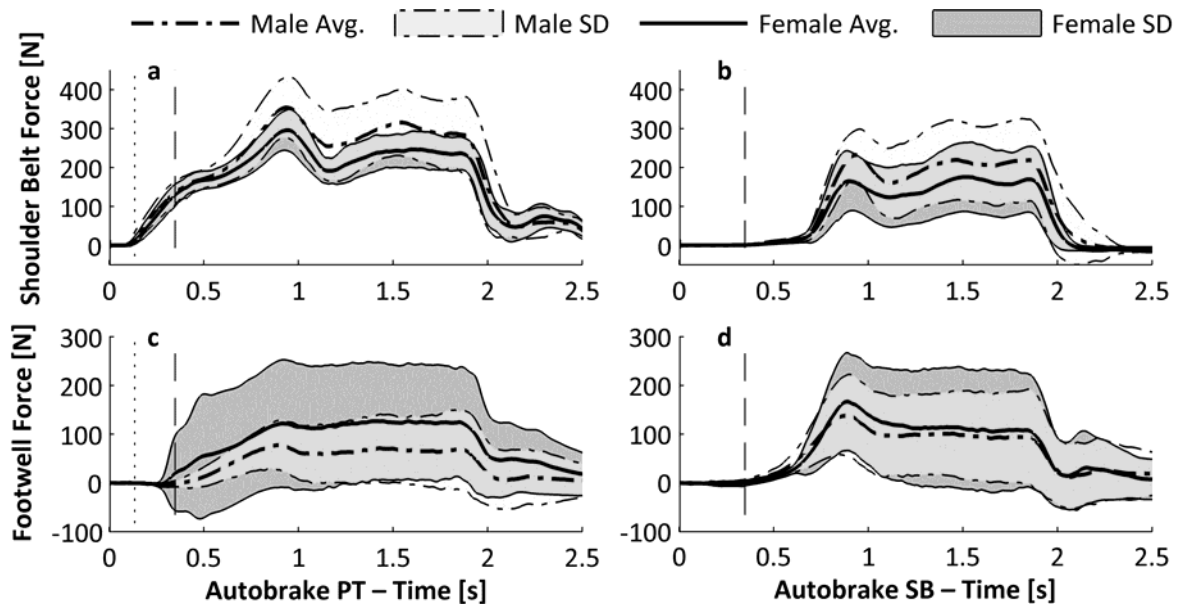 Male Avg. Male SD Female Avg. Female SD
Shoulder Belt Force [N]
a
400
300
200
100
0
0 0.5 1 1.5 2 2.5
b
400
300
200
100
0
0 0.5 1 1.5 2 2.5
Footwell Force [N]
c
300
200
100
0
-100
0 0.5 1 1.5 2 2.5
Autobrake PT – Time [s]
d
300
200
100
0
-100
0 0.5 1 1.5 2 2.5
Autobrake SB – Time [s]